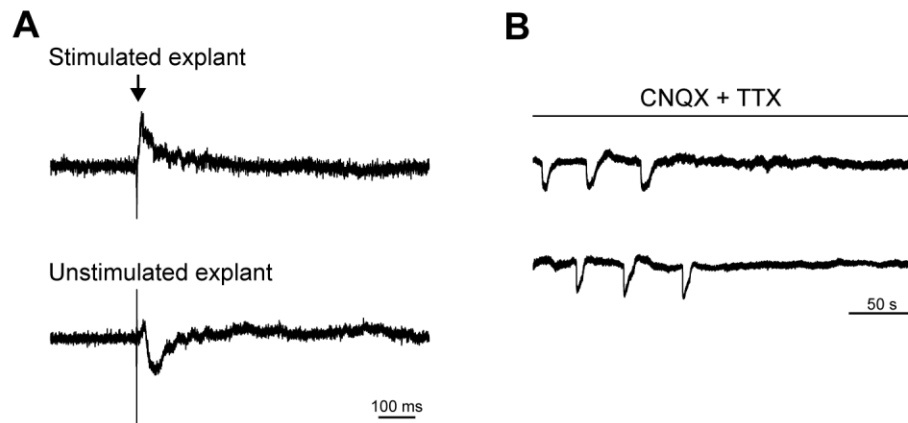 A
Stimulated explant
Unstimulated explant
100 ms
B
CNQX + TTX
50 s